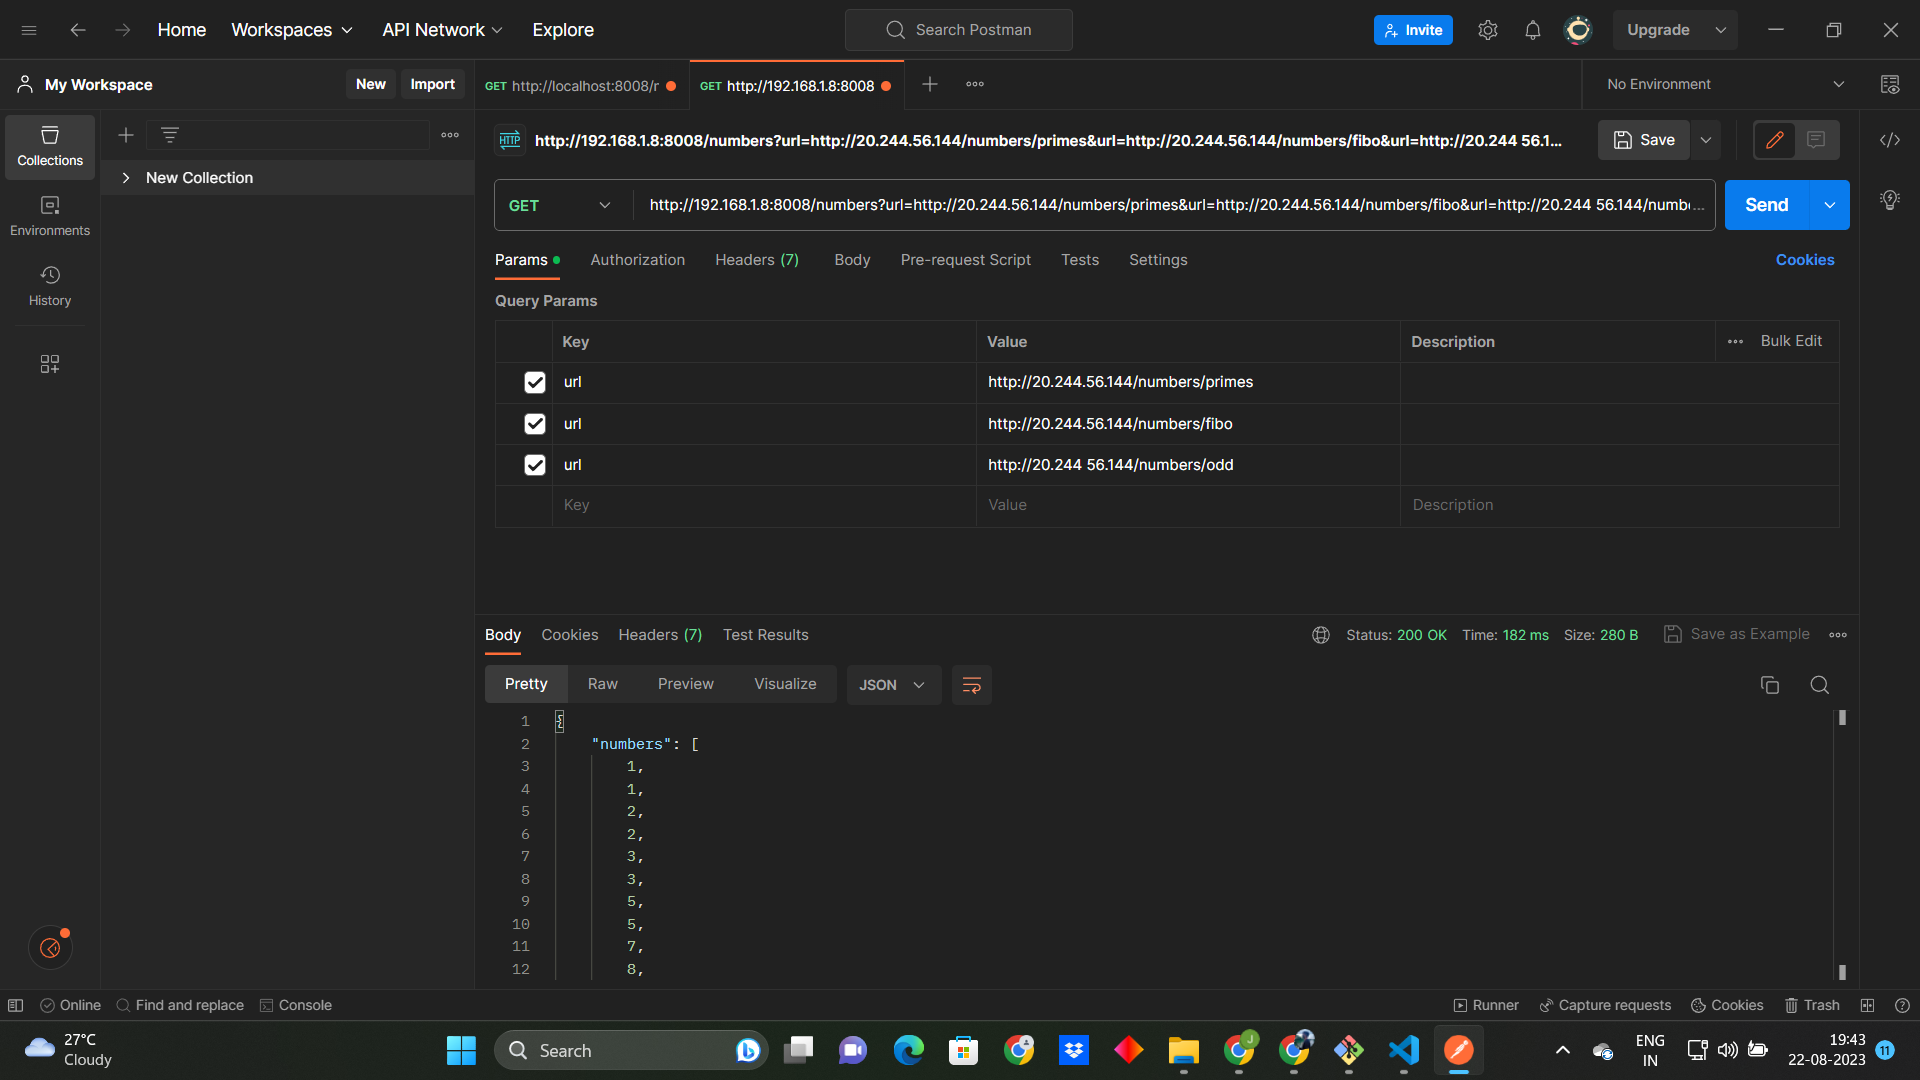 Home Workspaces API Network Explore Search Postman Invite Upgrade
My Workspace New Import GET http://localhost:8008/r GET http://192.168.1.8:8008 No Environment
Collections
New Collection
Environments
History
HTTP http://192.168.1.8:8008/numbers?url=http://20.244.56.144/numbers/primes&url=http://20.244.56.144/numbers/fibo&url=http://20.244 56.1... Save
GET http://192.168.1.8:8008/numbers?url=http://20.244.56.144/numbers/primes&url=http://20.244.56.144/numbers/fibo&url=http://20.244 56.144/numb... Send
Params Authorization Headers (7) Body Pre-request Script Tests Settings Cookies
Query Params
Key Value Description Bulk Edit
url http://20.244.56.144/numbers/primes
url http://20.244.56.144/numbers/fibo
url http://20.244 56.144/numbers/odd
Key Value Description
Body Cookies Headers (7) Test Results Status: 200 OK Time: 182 ms Size: 280 B Save as Example
Pretty Raw Preview Visualize JSON
1 {
2 "numbers": [
3 1,
4 1,
5 2,
6 2,
7 3,
8 3,
9 5,
10 5,
11 7,
12 8,
Online Find and replace Console Runner Capture requests Cookies Trash
27°C
Cloudy
Search
J
ENG
IN
19:43
22-08-2023
11